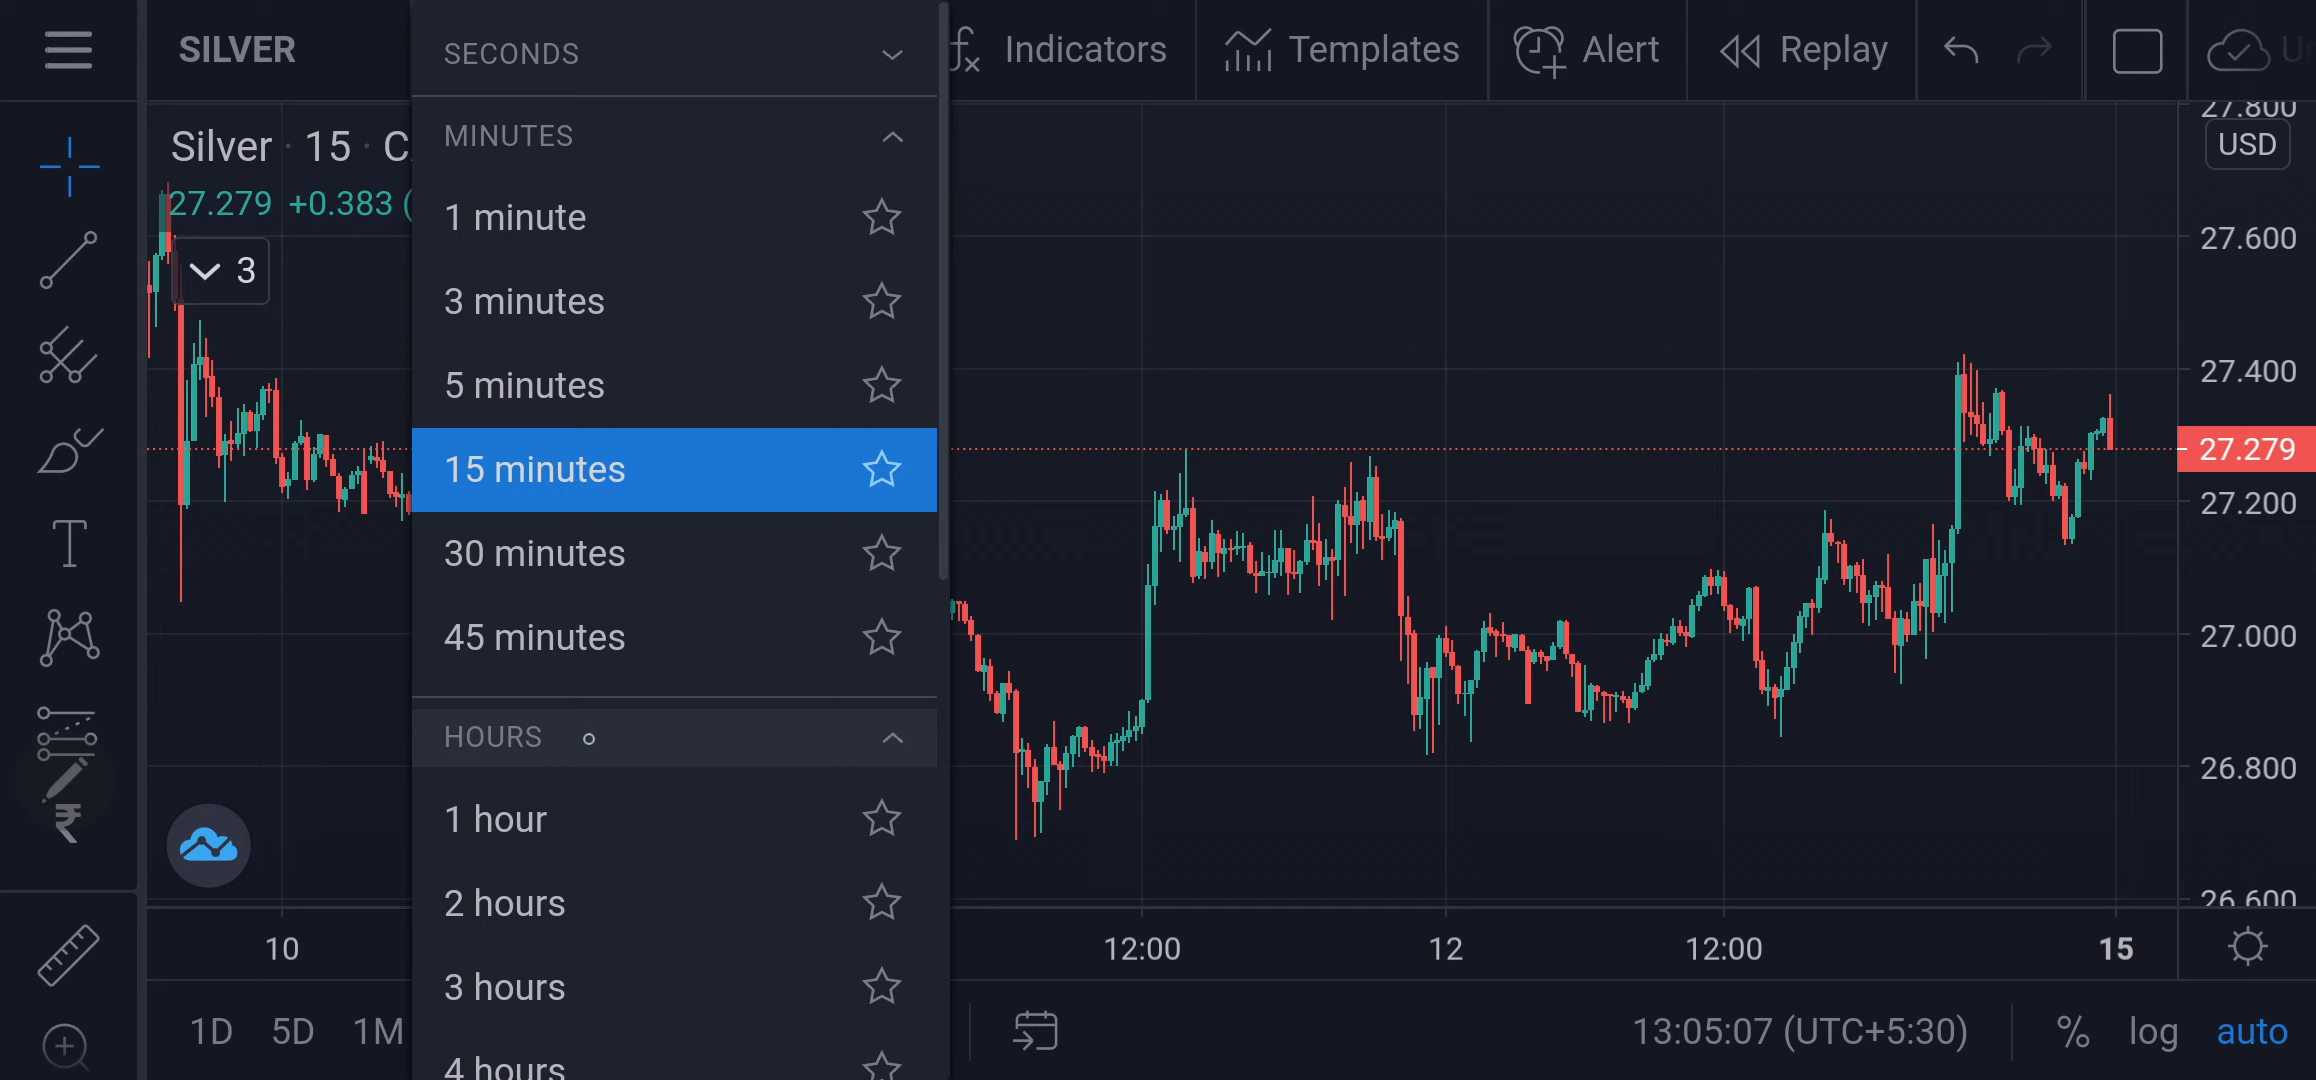 SILVER
SECONDS
Indicators
Templates
Alert
Replay
MINUTES
Silver · 15 ·
27.279 +0.383
3
1 minute
3 minutes
5 minutes
15 minutes
30 minutes
45 minutes
HOURS
1 hour
2 hours
3 hours
4 hours
27.800
USD
27.600
27.400
27.279
27.200
27.000
26.800
26.600
10
12:00
12
12:00
15
1D 5D 1M
13:05:07 (UTC+5:30)
%
log
auto